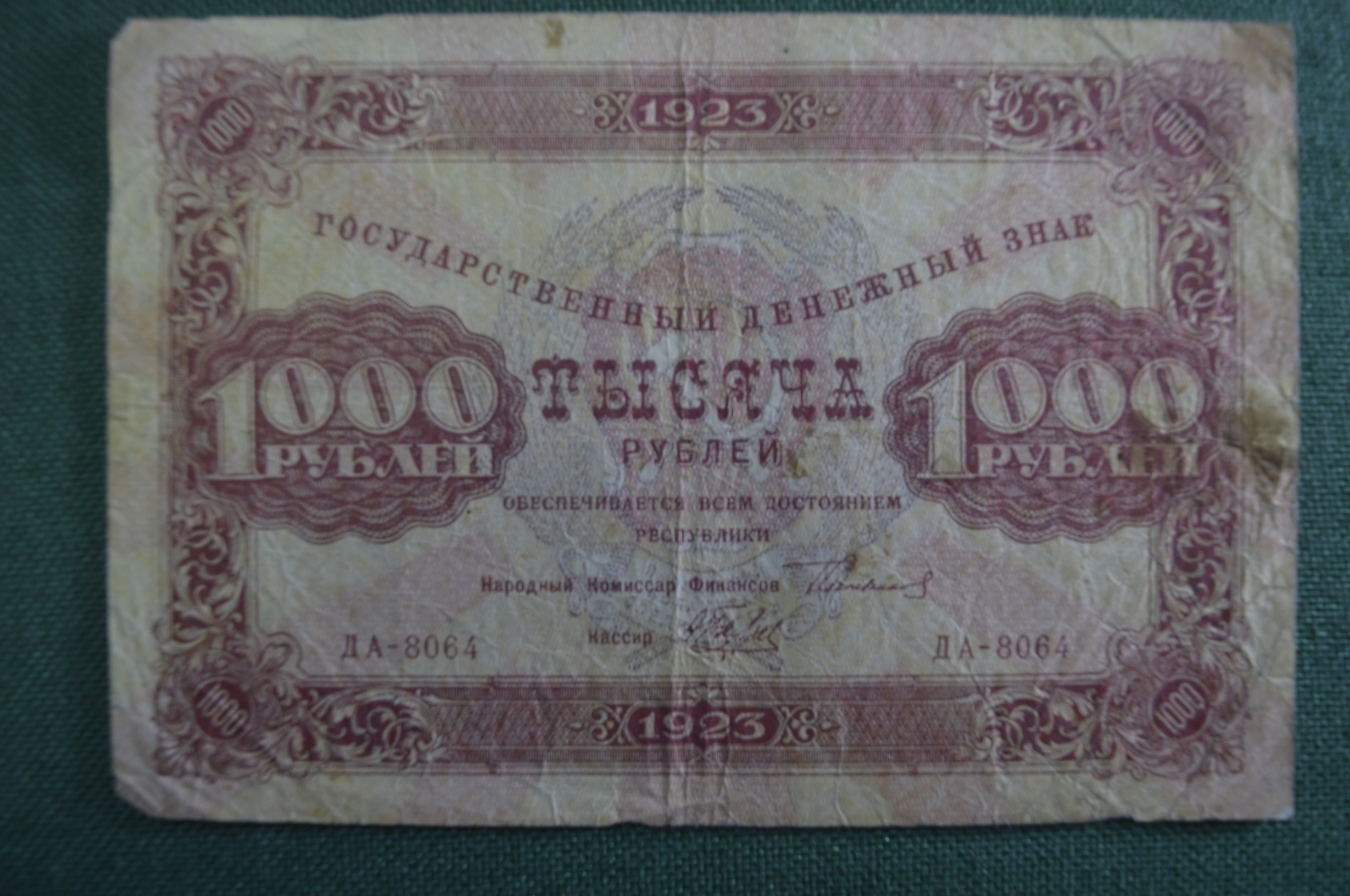 1923
1000 1000
ГОСУДАРСТВЕННЫЙ ДЕНЕЖНЫЙ ЗНАК
1000 РУБЛЕЙ
ТЫСЯЧА
РУБЛЕЙ
1000 РУБЛЕЙ
ОБЕСПЕЧИВАЕТСЯ ВСЕМ ДОСТОЯНИЕМ
РЕСПУБЛИКИ
Народный Комиссар Финансов
Кассир
ДА-8064 ДА-8064
1000 1000
1923